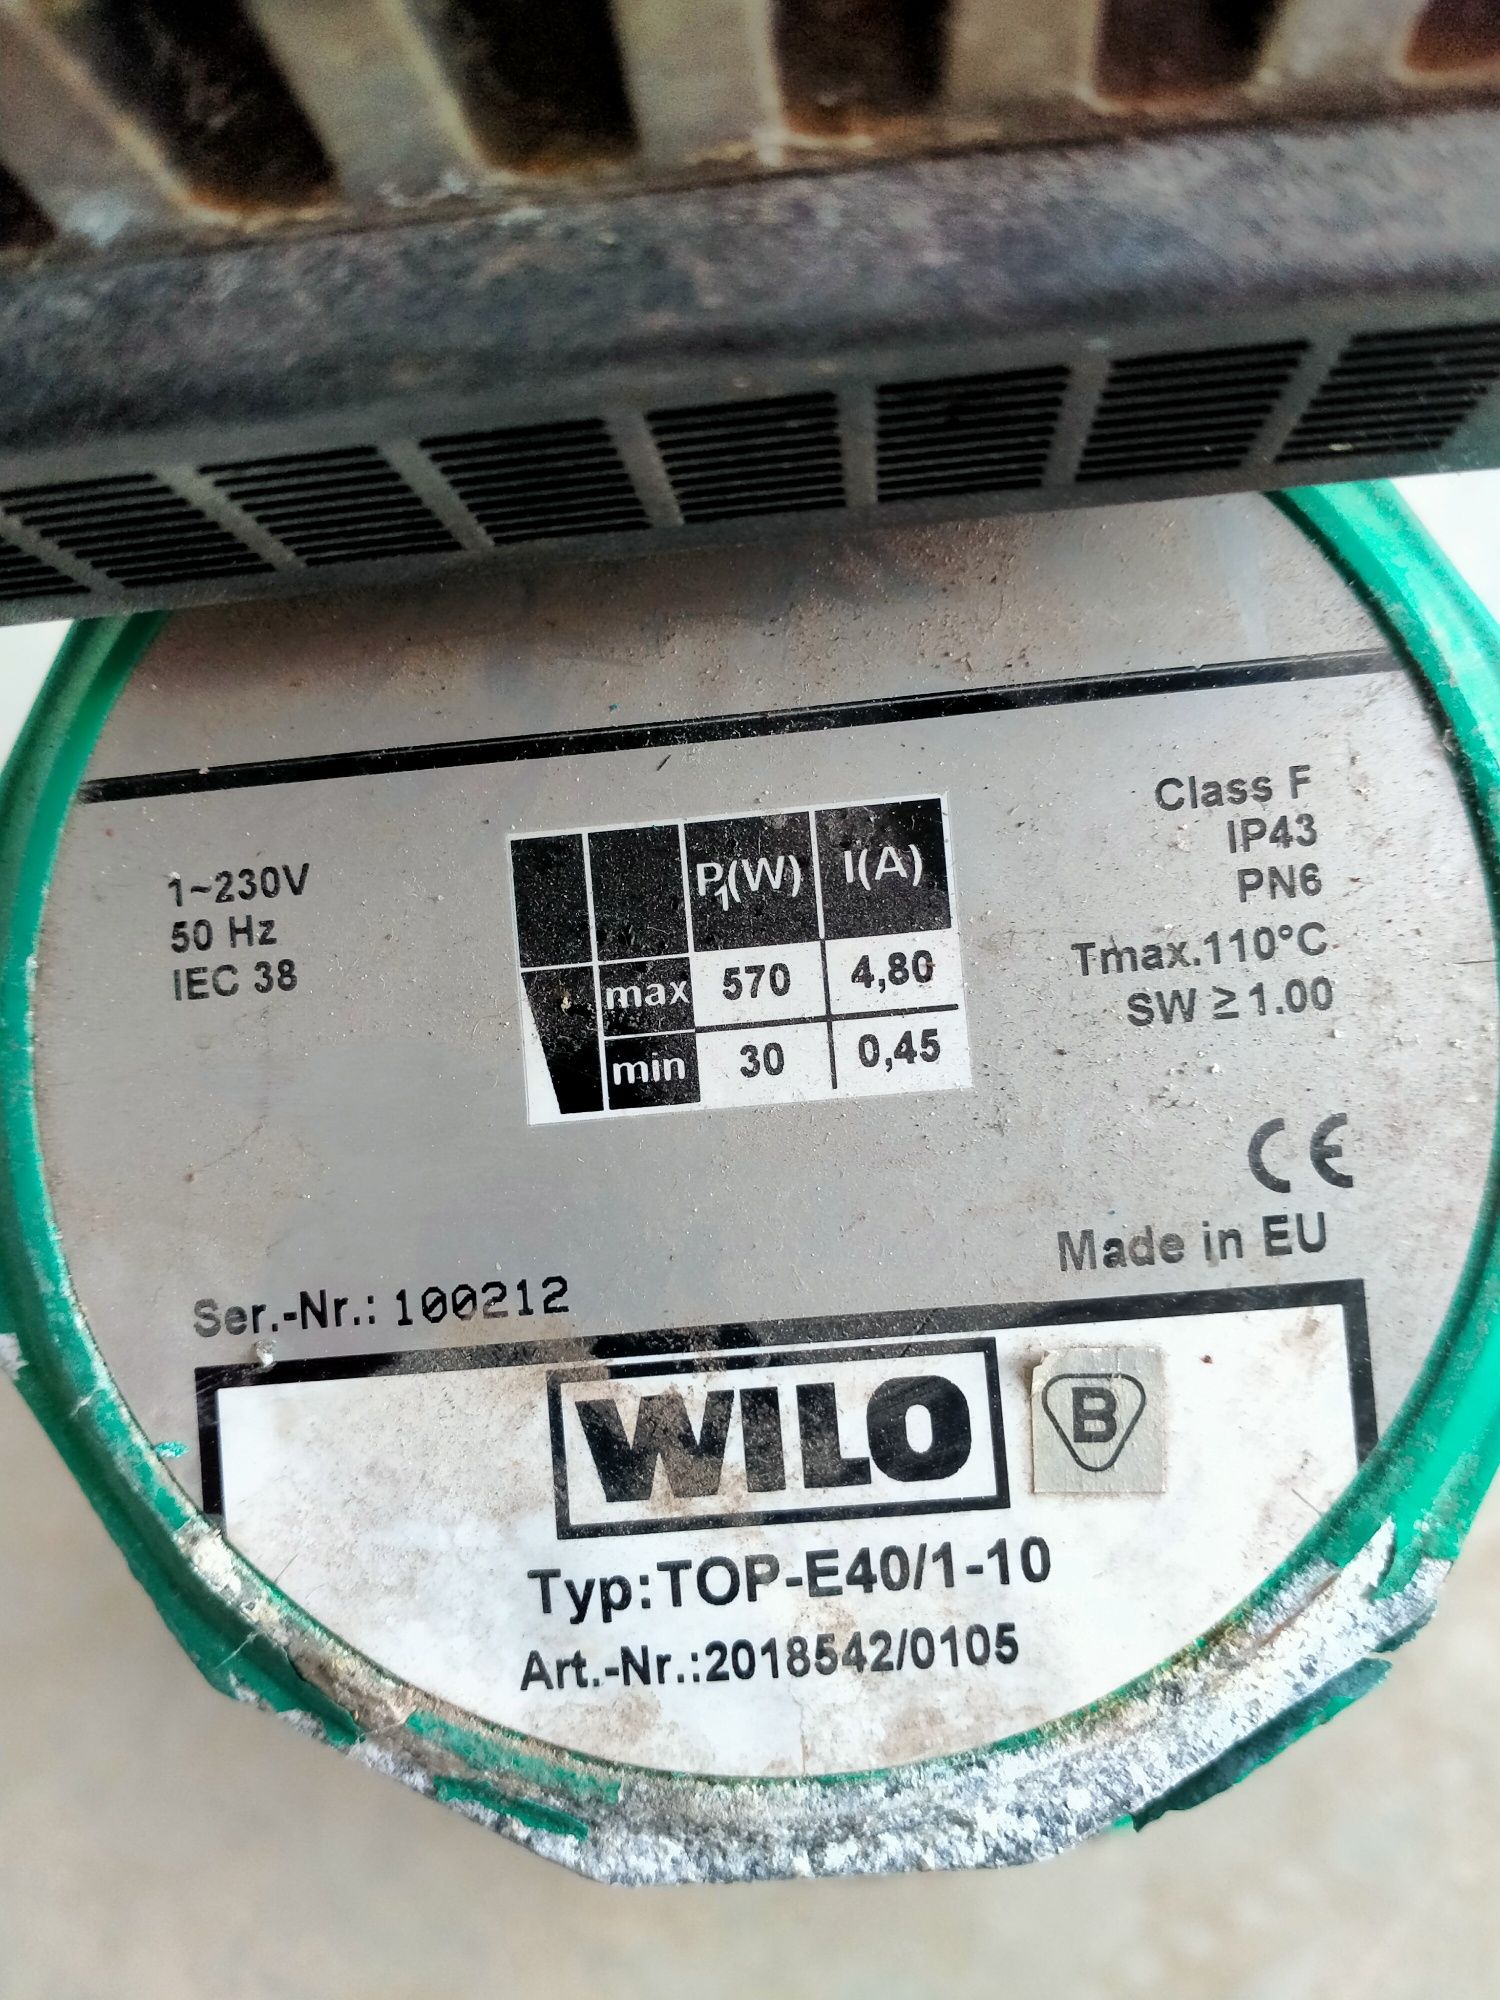 1~230V
50 Hz
IEC 38
P1(W) I(A)
max 570 4,80
min 30 0,45
Class F
IP43
PN6
Tmax.110°C
SW ≥ 1.00
CE
Made in EU
Ser.-Nr.: 100212
WILO B
Typ:TOP-E40/1-10
Art.-Nr.:2018542/0105